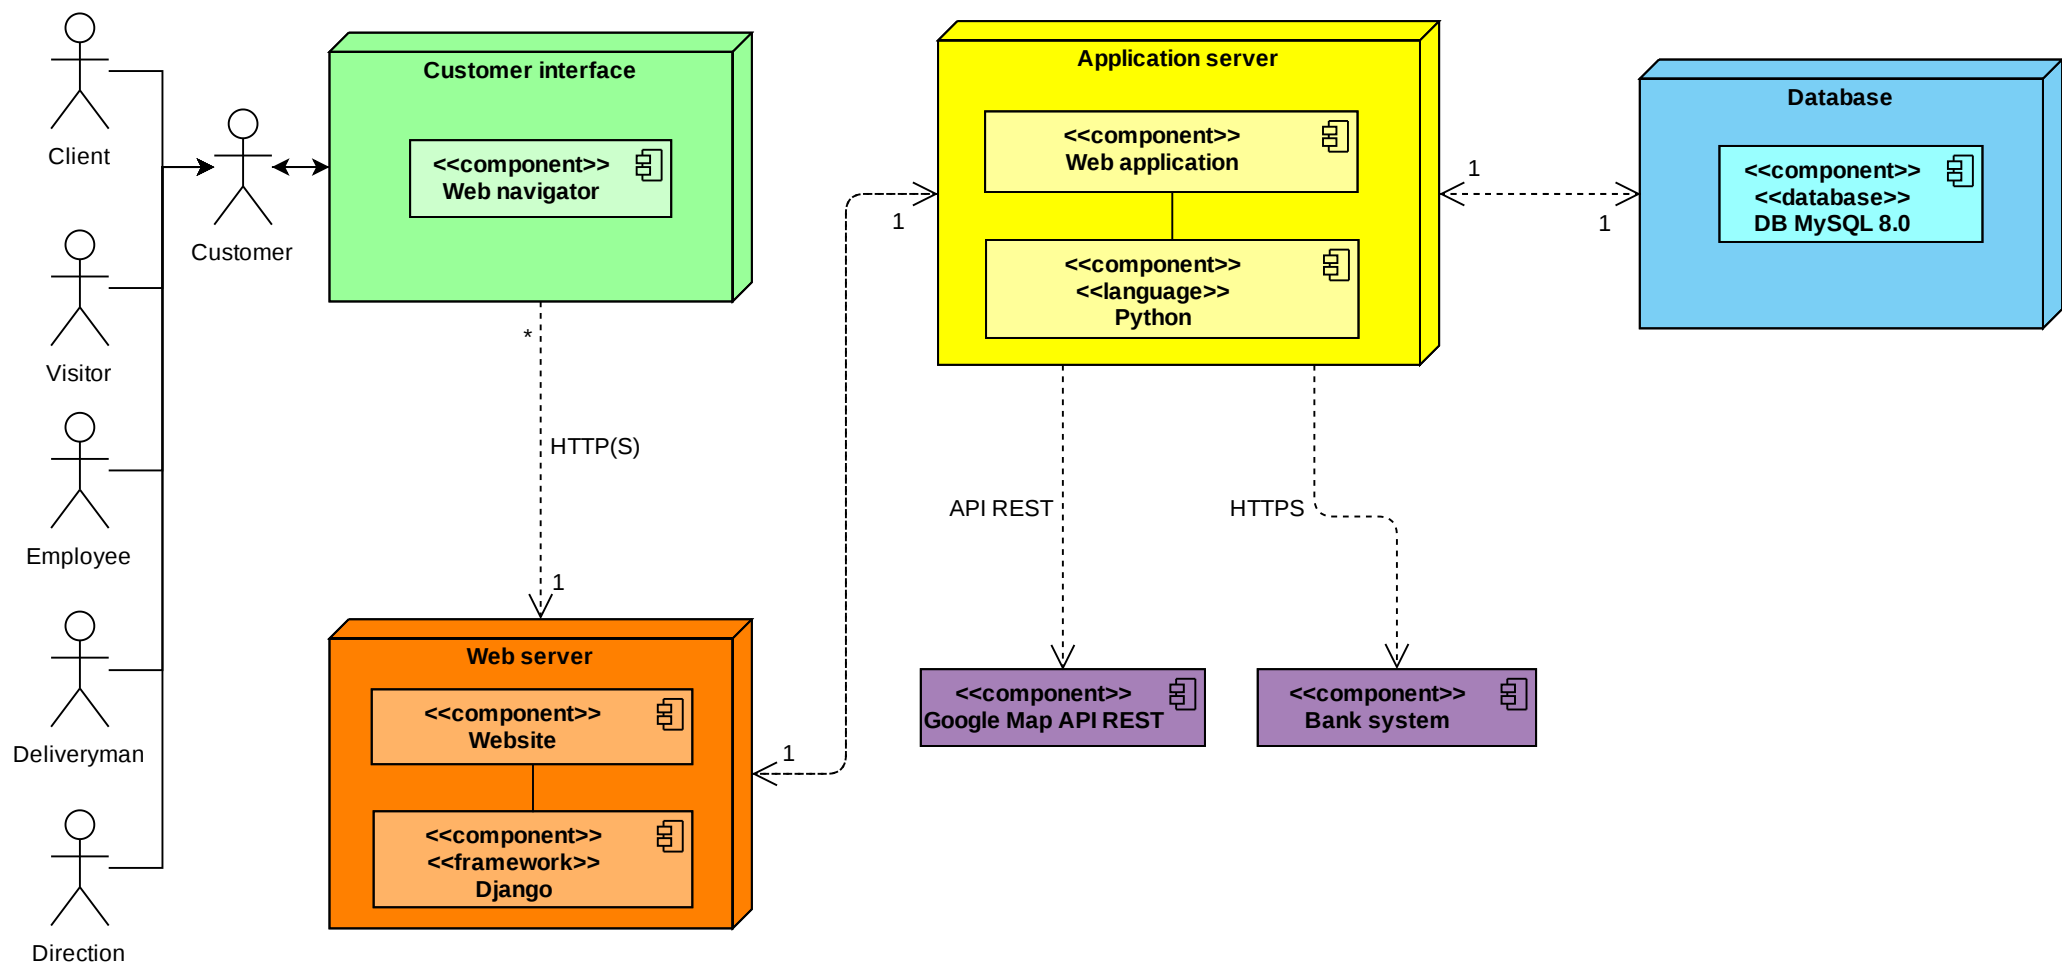 Client
Visitor
Employee
Deliveryman
Direction
Customer
Customer interface
<<component>>
Web navigator
*
HTTP(S)
1
Web server
<<component>>
Website
<<component>>
<<framework>>
Django
1
1
Application server
<<component>>
Web application
<<component>>
<<language>>
Python
1
1
Database
<<component>>
<<database>>
DB MySQL 8.0
API REST
HTTPS
<<component>>
Google Map API REST
<<component>>
Bank system